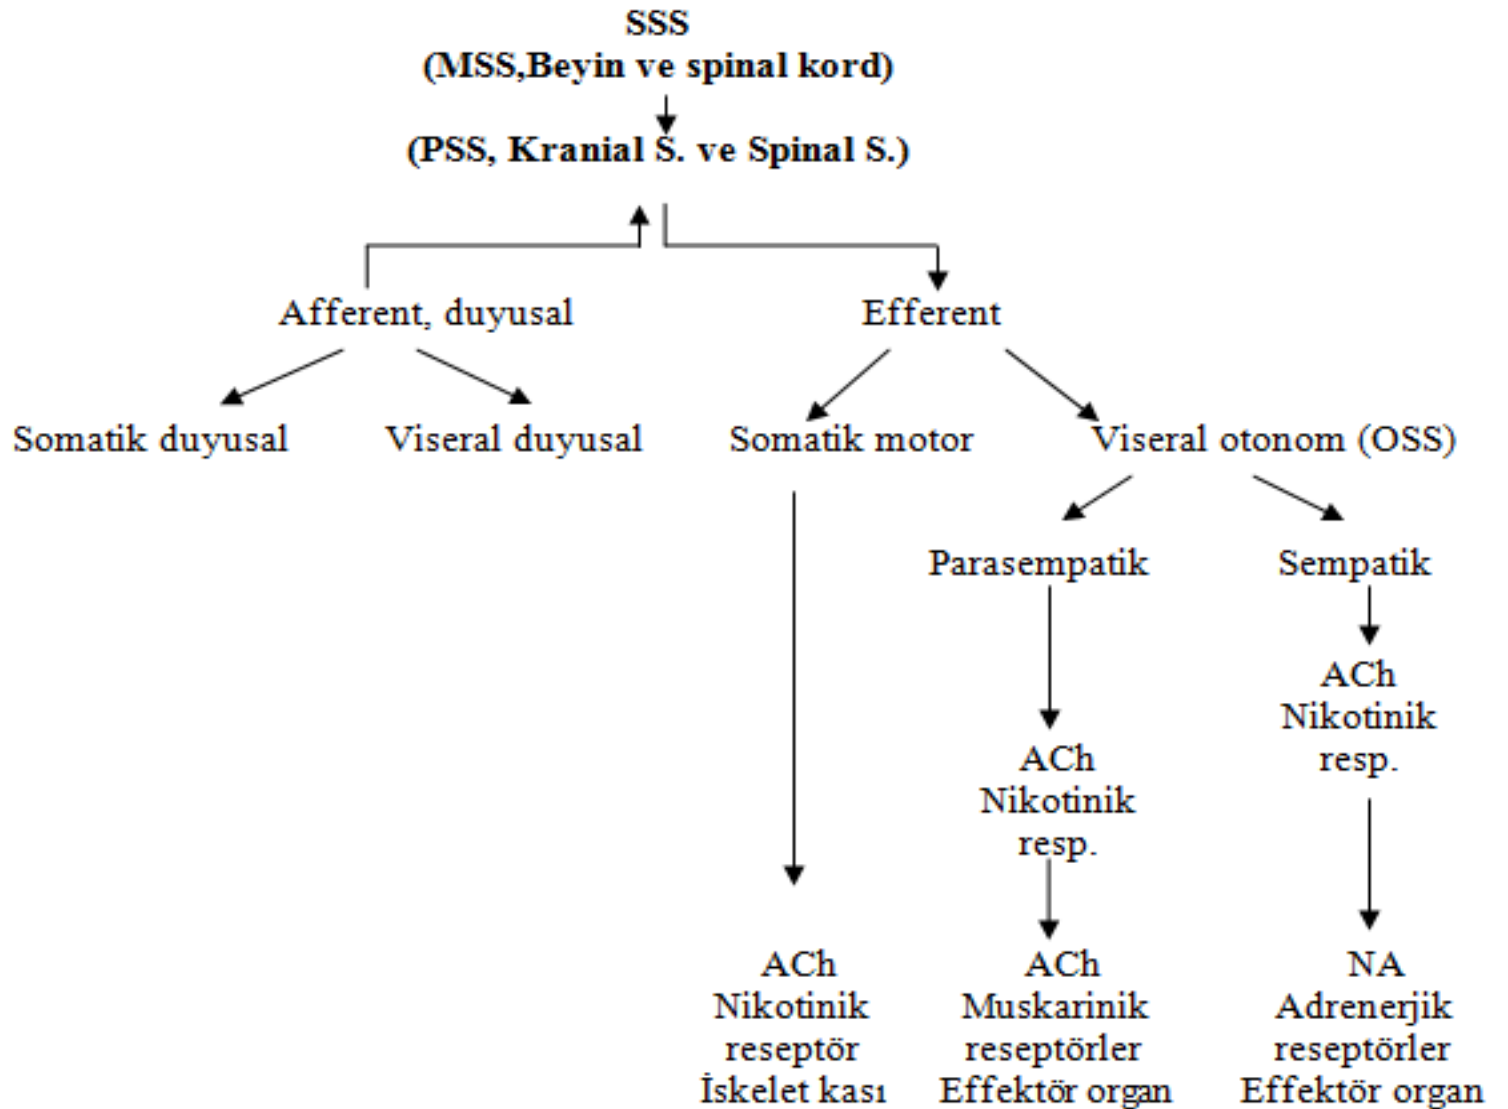 SSS
(MSS,Beyin ve spinal kord)
(PSS, Kranial S. ve Spinal S.)
Afferent, duyusal
Efferent
Somatik duyusal
Viseral duyusal
Somatik motor
Viseral otonom (OSS)
Parasempatik
Sempatik
ACh
Nikotinik
resp.
ACh
Nikotinik
resp.
ACh
Nikotinik
reseptör
İskelet kası
ACh
Muskarinik
reseptörler
Effektör organ
NA
Adrenerjik
reseptörler
Effektör organ